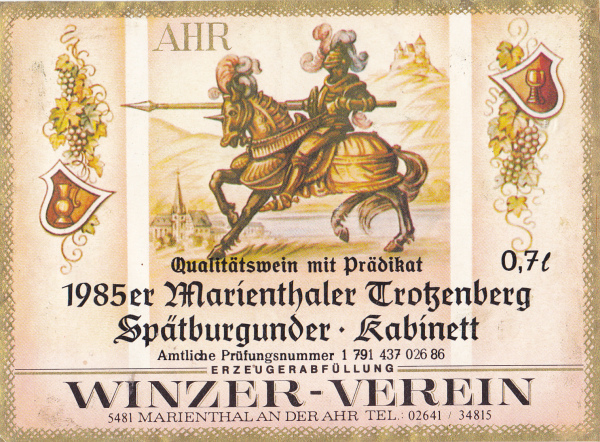 AHR
Qualitätswein mit Prädikat
0,7ℓ
1985er Marienthaler Trotzenberg
Spätburgunder · Kabinett
Amtliche Prüfungsnummer 1 791 437 026 86
ERZEUGERABFÜLLUNG
WINZER-VEREIN
5481 MARIENTHAL AN DER AHR TEL.: 02641 / 34815